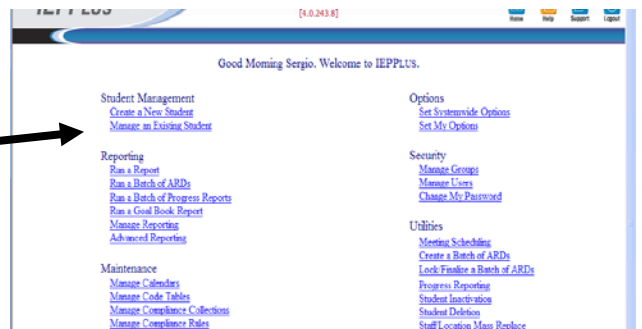 [4.0.243.8]
Home Help Support Logout
Good Morning Sergio. Welcome to IEPPLUS.
Student Management
Create a New Student
Manage an Existing Student
Reporting
Run a Report
Run a Batch of ARDs
Run a Batch of Progress Reports
Run a Goal Book Report
Manage Reporting
Advanced Reporting
Maintenance
Manage Calendars
Manage Code Tables
Manage Compliance Collections
Manage Compliance Rules
Options
Set Systemwide Options
Set My Options
Security
Manage Groups
Manage Users
Change My Password
Utilities
Meeting Scheduling
Create a Batch of ARDs
Lock/Finalize a Batch of ARDs
Progress Reporting
Student Inactivation
Student Deletion
Staff/Location Mass Replace